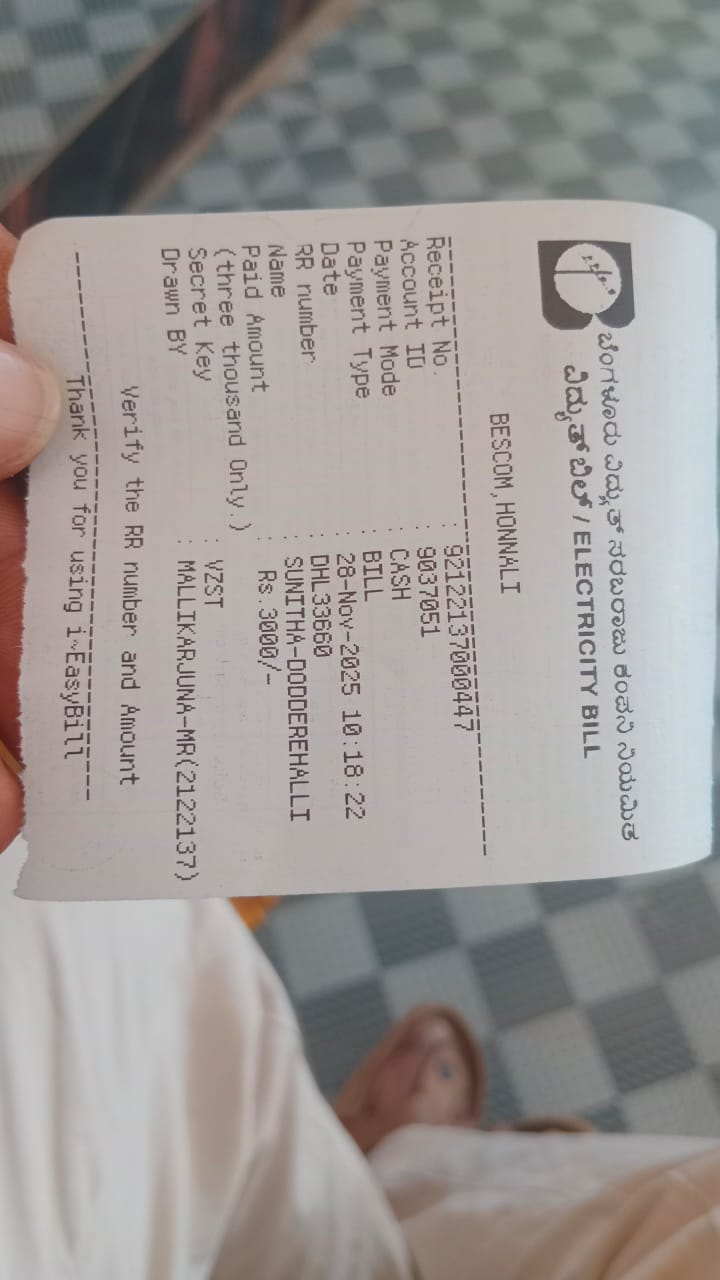 ಬೆಂಗಳೂರು ವಿದ್ಯುತ್ ಸರಬರಾಜು ಕಂಪನಿ ನಿಯಮಿತ
ವಿದ್ಯುತ್ ಬಿಲ್ / ELECTRICITY BILL
BESCOM,HONNALI
Receipt No. : 92122137000447
Account ID : 9037051
Payment Mode : CASH
Payment Type : BILL
Date : 28-Nov-2025 10:18:22
RR number : DHL33660
Name : SUNITHA-DODDEREHALLI
Paid Amount : Rs.3000/-
(three thousand Only.)
Secret Key : VZST
Drawn BY : MALLIKARJUNA-MR(2122137)
Verify the RR number and Amount
Thank you for using i~EasyBill